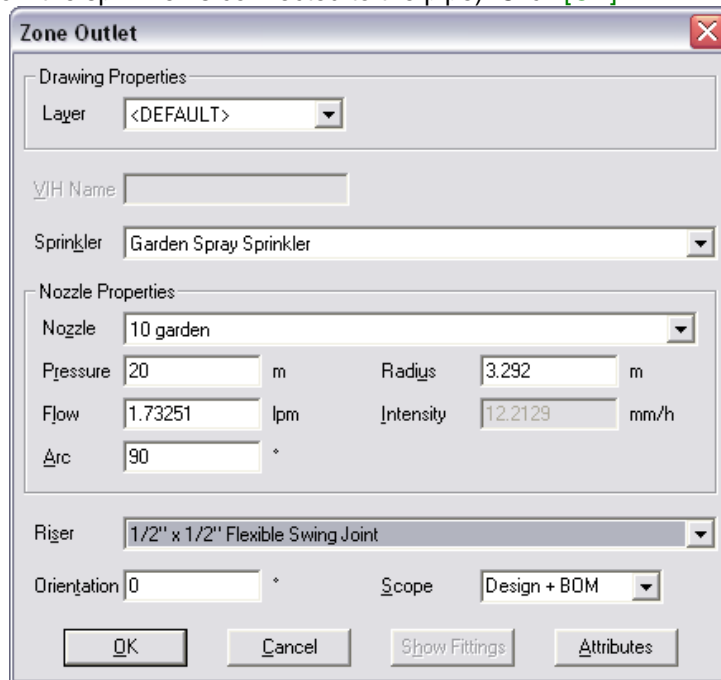 Zone Outlet
Drawing Properties
Layer <DEFAULT>
VIH Name
Sprinkler Garden Spray Sprinkler
Nozzle Properties
Nozzle 10 garden
Pressure 20 m Radius 3.292 m
Flow 1.73251 lpm Intensity 12.2129 mm/h
Arc 90 °
Riser 1/2" x 1/2" Flexible Swing Joint
Orientation 0 ° Scope Design + BOM
OK Cancel Show Fittings Attributes